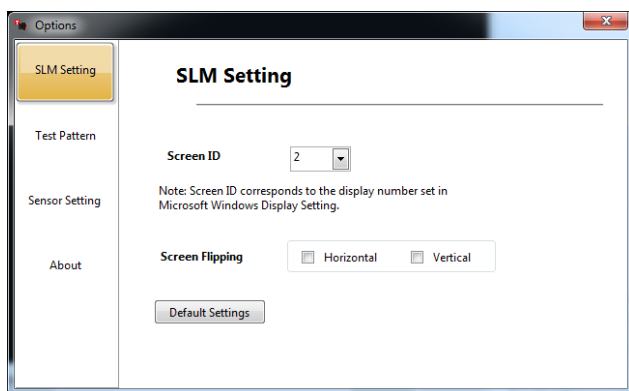 Options
SLM Setting
SLM Setting
Test Pattern
Screen ID
2
Note: Screen ID corresponds to the display number set in
Microsoft Windows Display Setting.
Sensor Setting
Screen Flipping
Horizontal
Vertical
About
Default Settings